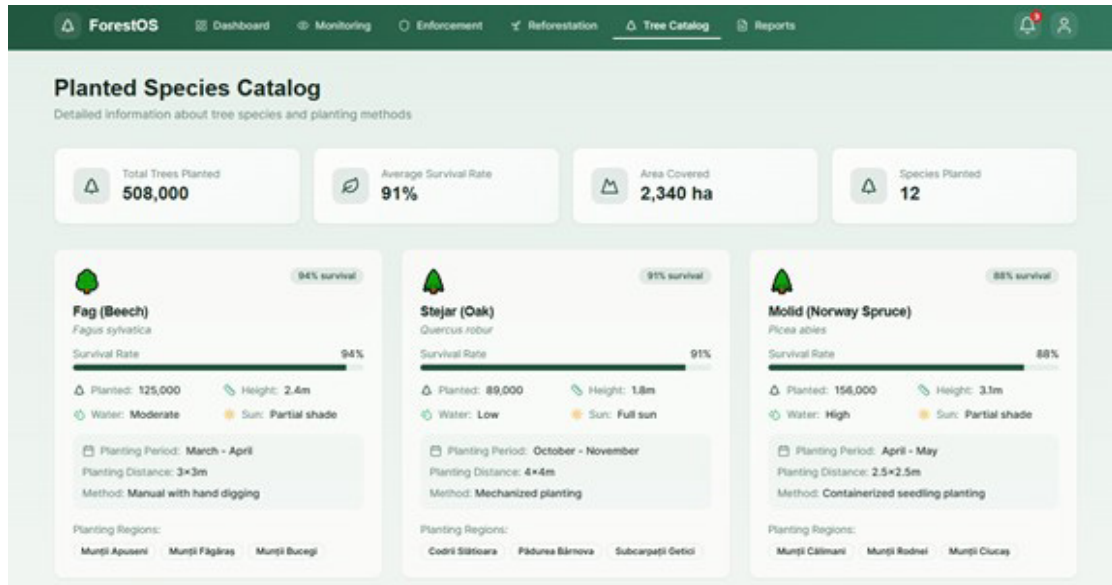 ForestOS Dashboard Monitoring Enforcement Reforestation Tree Catalog Reports 3
Planted Species Catalog
Detailed information about tree species and planting methods
Total Trees Planted
508,000
Average Survival Rate
91%
Area Covered
2,340 ha
Species Planted
12
94% survival
Fag (Beech)
Fagus sylvatica
Survival Rate 94%
Planted: 125,000 Height: 2.4m
Water: Moderate Sun: Partial shade
Planting Period: March - April
Planting Distance: 3×3m
Method: Manual with hand digging
Planting Regions:
Munții Apuseni Munții Făgăraș Munții Bucegi
91% survival
Stejar (Oak)
Quercus robur
Survival Rate 91%
Planted: 89,000 Height: 1.8m
Water: Low Sun: Full sun
Planting Period: October - November
Planting Distance: 4×4m
Method: Mechanized planting
Planting Regions:
Codrii Slătioara Pădurea Bârnova Subcarpații Getici
88% survival
Molid (Norway Spruce)
Picea abies
Survival Rate 88%
Planted: 156,000 Height: 3.1m
Water: High Sun: Partial shade
Planting Period: April - May
Planting Distance: 2.5×2.5m
Method: Containerized seedling planting
Planting Regions:
Munții Călimani Munții Rodnei Munții Ciucaș